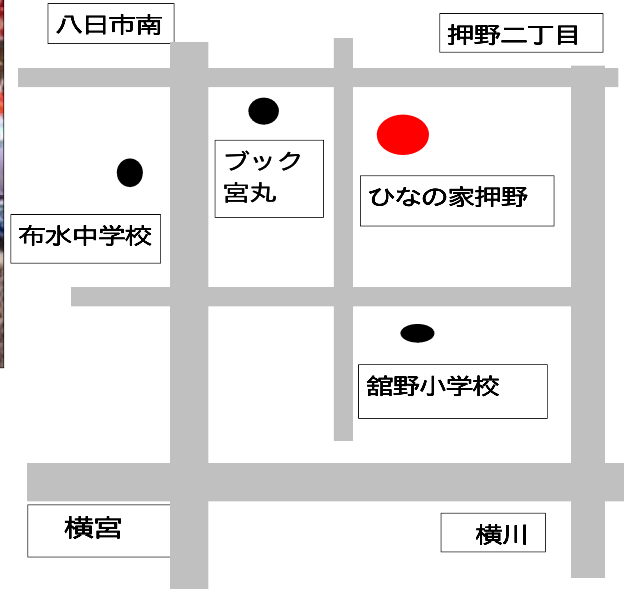 八日市南
押野二丁目
ブック
宮丸
ひなの家押野
布水中学校
舘野小学校
横宮
横川